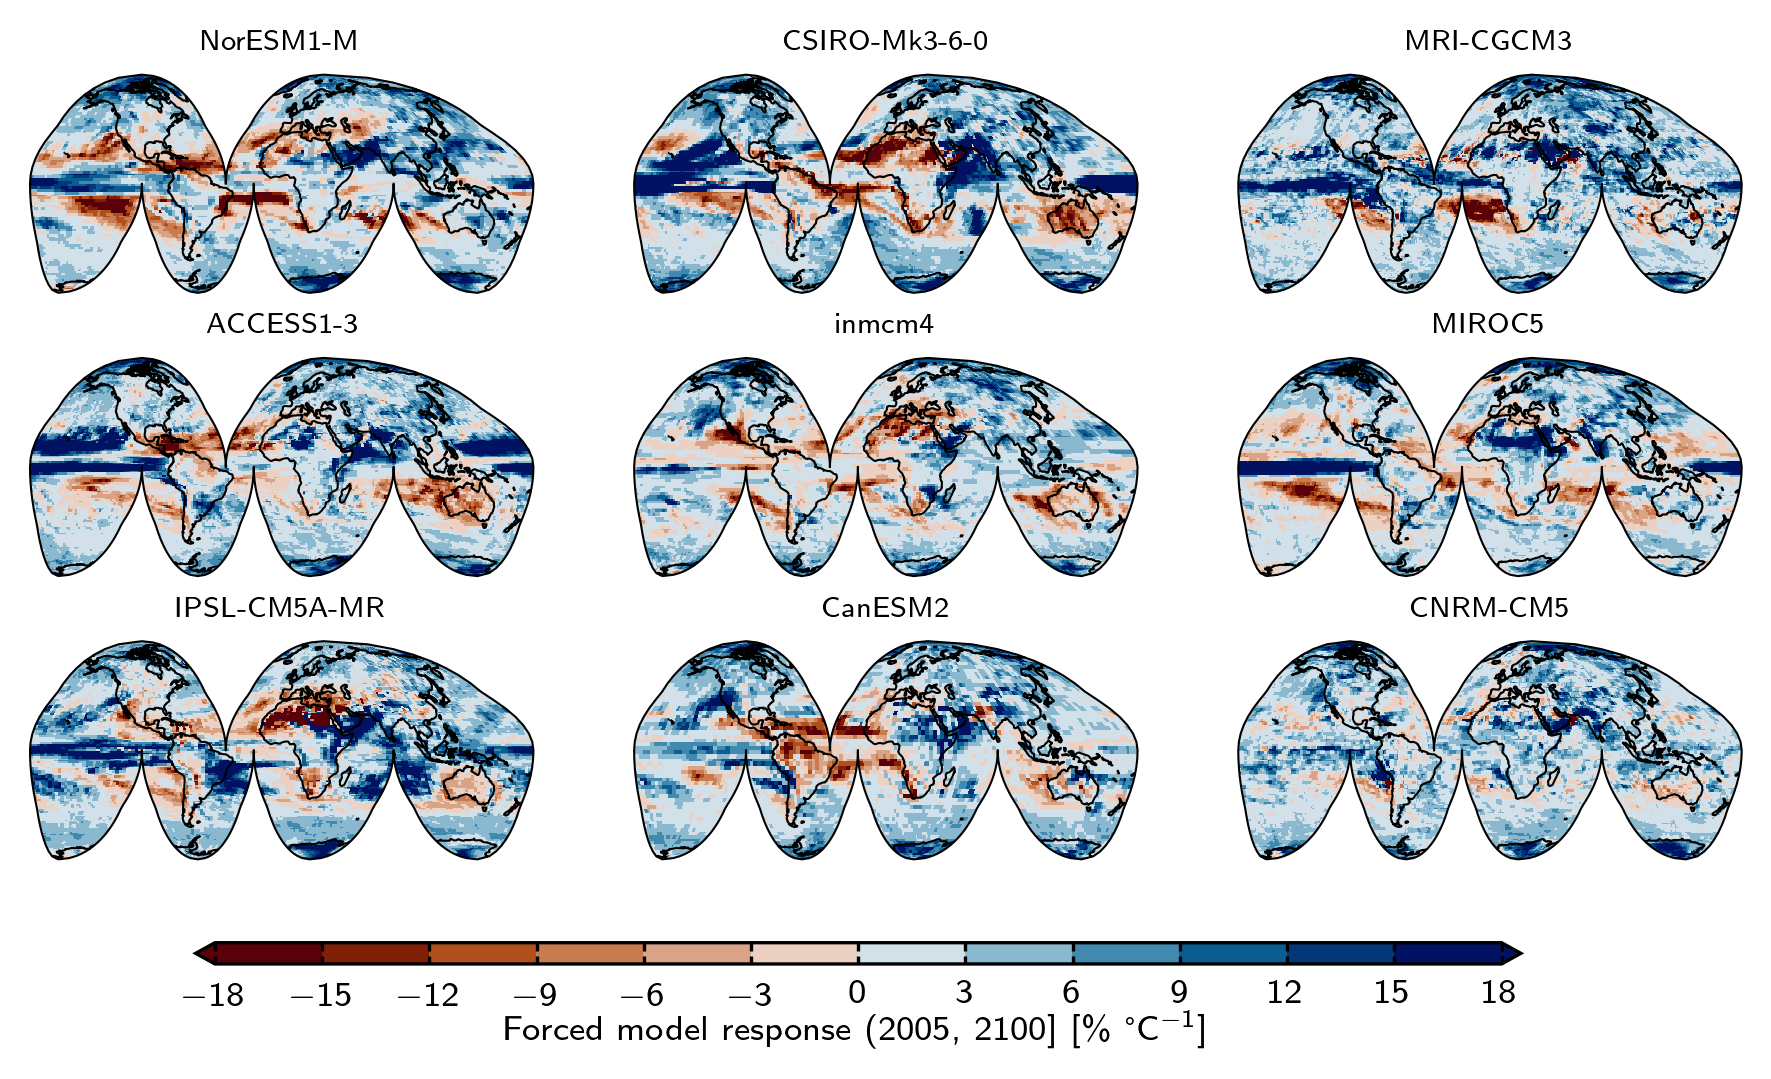 NorESM1-M
CSIRO-Mk3-6-0
MRI-CGCM3
ACCESS1-3
inmcm4
MIROC5
IPSL-CM5A-MR
CanESM2
CNRM-CM5
−18 −15 −12 −9 −6 −3 0 3 6 9 12 15 18
Forced model response (2005, 2100] [% °C⁻¹]